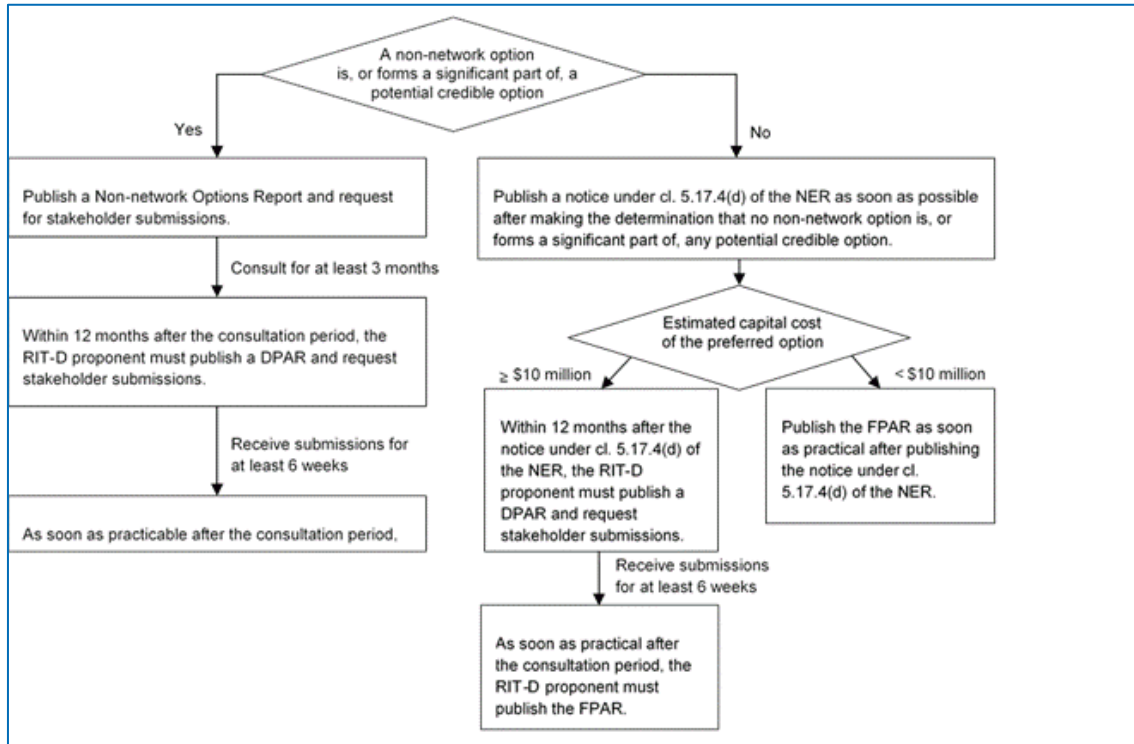 A non-network option
is, or forms a significant part of, a
potential credible option
Yes
No
Publish a Non-network Options Report and request
for stakeholder submissions.
Publish a notice under cl. 5.17.4(d) of the NER as soon as possible
after making the determination that no non-network option is, or
forms a significant part of, any potential credible option.
Consult for at least 3 months
Within 12 months after the consultation period, the
RIT-D proponent must publish a DPAR and request
stakeholder submissions.
Estimated capital cost
of the preferred option
≥ $10 million
< $10 million
Receive submissions for
at least 6 weeks
Within 12 months after the
notice under cl. 5.17.4(d) of
the NER, the RIT-D
proponent must publish a
DPAR and request
stakeholder submissions.
Publish the FPAR as soon
as practical after publishing
the notice under cl.
5.17.4(d) of the NER.
As soon as practicable after the consultation period,
Receive submissions
for at least 6 weeks
As soon as practical after
the consultation period, the
RIT-D proponent must
publish the FPAR.